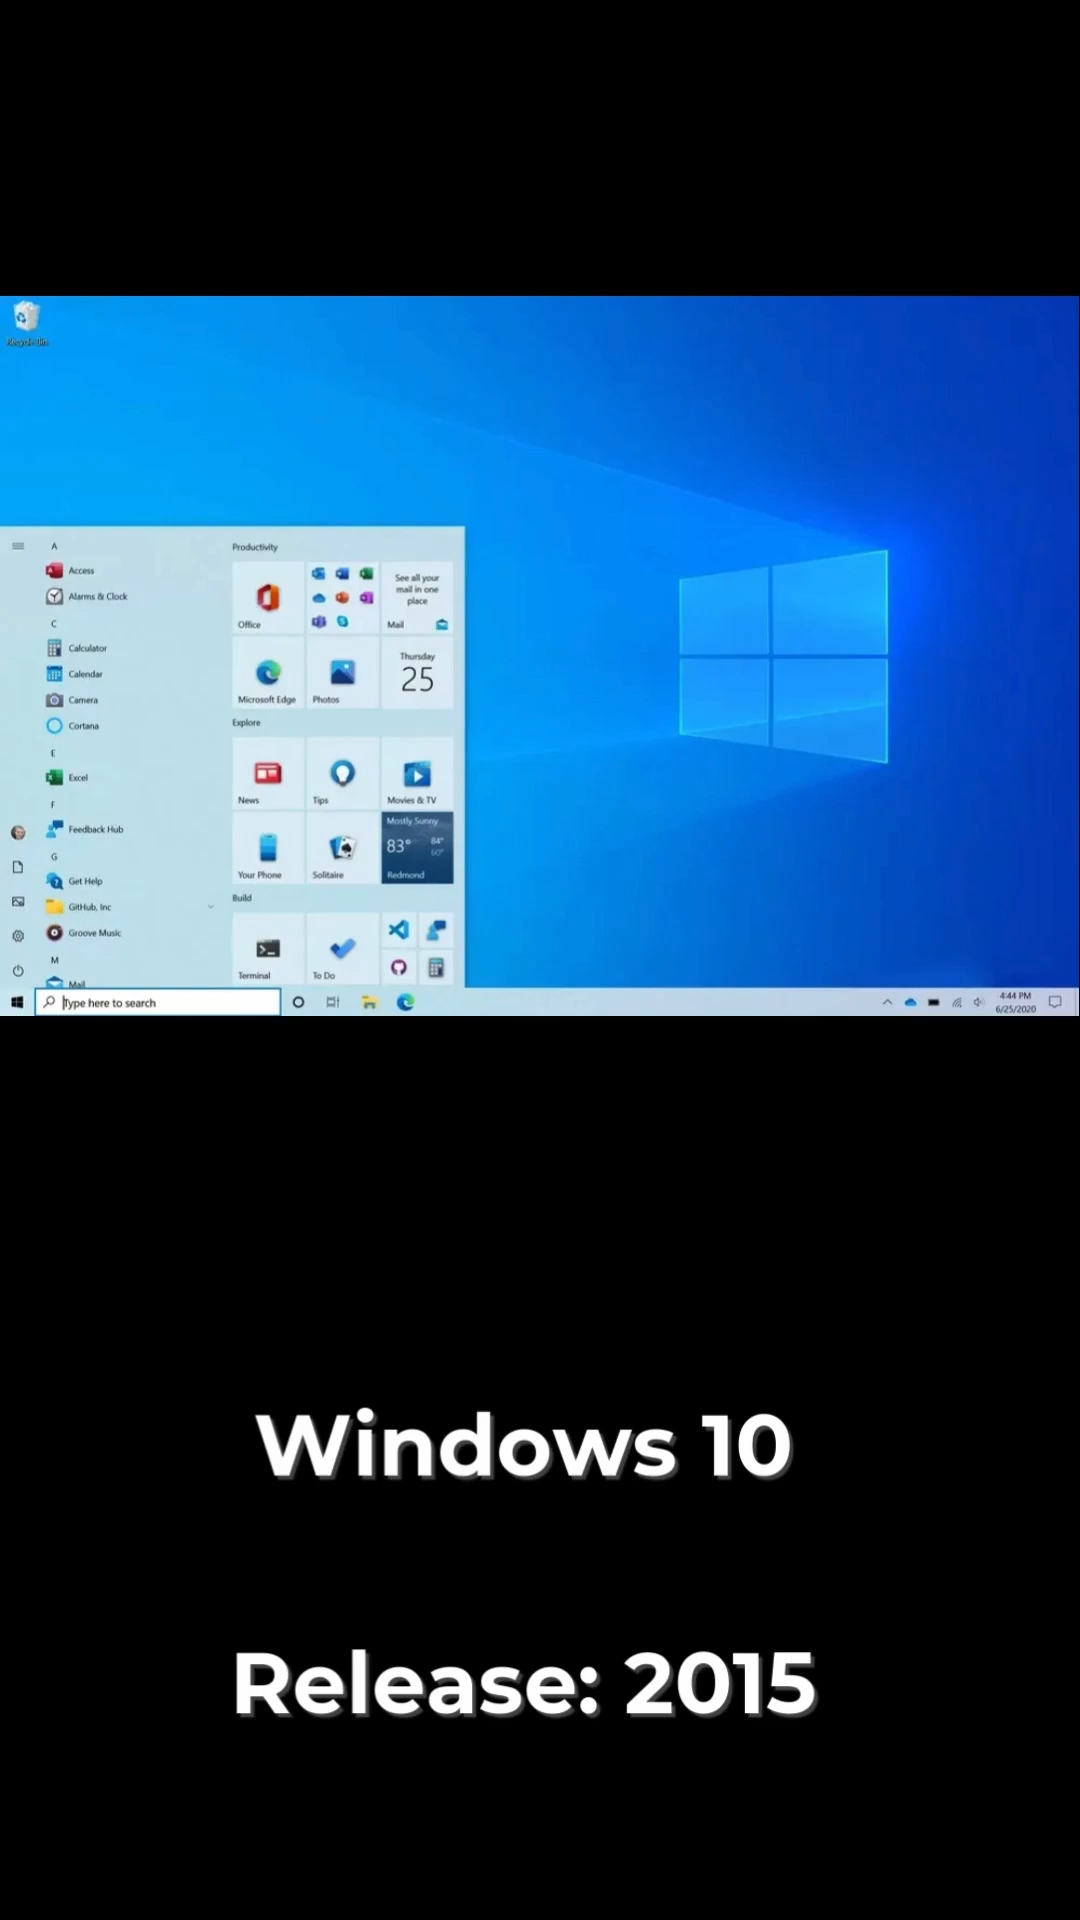 Recycle Bin
A
Access
Alarms & Clock
C
Calculator
Calendar
Camera
Cortana
E
Excel
F
Feedback Hub
G
Get Help
GitHub, Inc
Groove Music
M
Mail
Productivity
Office
See all your
mail in one
place
Mail
Microsoft Edge
Photos
Thursday
25
Explore
News
Tips
Movies & TV
Your Phone
Solitaire
Mostly Sunny
83°
84°
60°
Redmond
Build
Terminal
To Do
Type here to search
4:44 PM
6/25/2020
Windows 10
Release: 2015